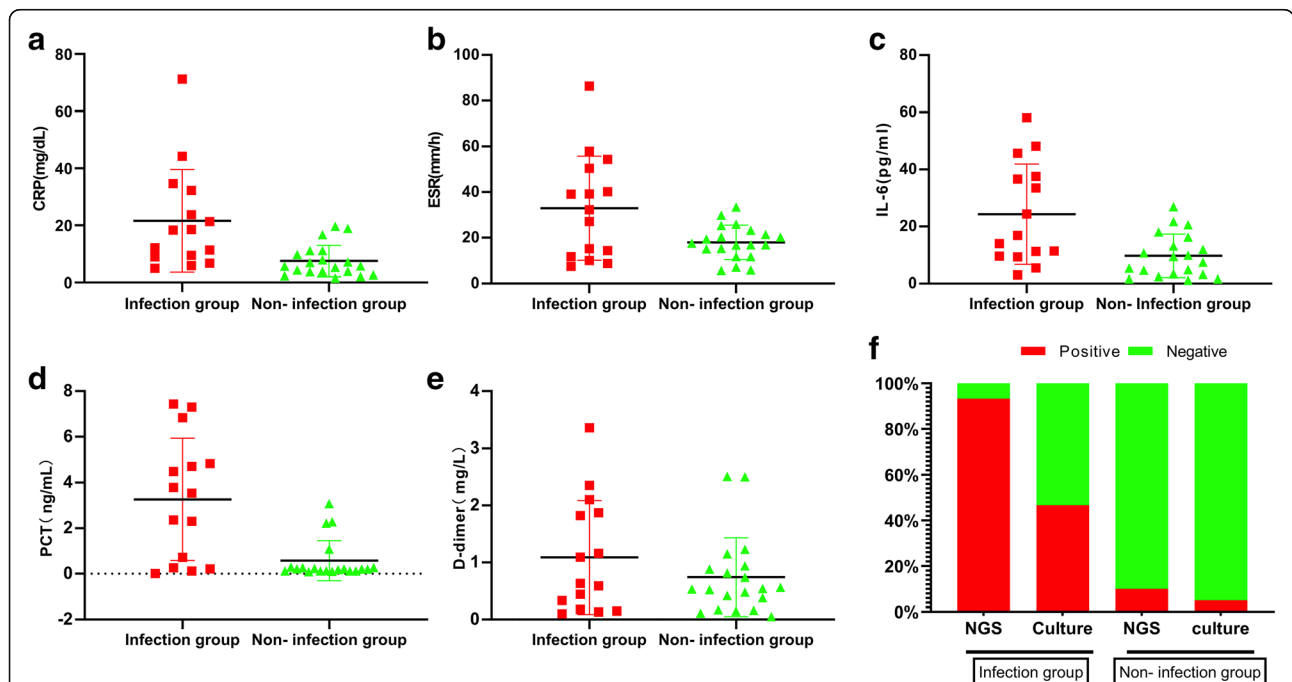 a
80
60
40
20
0
CRP(mg/dL)
Infection group
Non- infection group
b
100
80
60
40
20
0
ESR(mm/h)
Infection group
Non- infection group
c
80
60
40
20
0
IL-6(pg/ml)
Infection group
Non- Infection group
d
8
6
4
2
0
-2
PCT( ng/mL)
Infection group
Non- infection group
e
4
3
2
1
0
D-dimer( mg/L)
Infection group
Non- infection group
f
Positive
Negative
100%
80%
60%
40%
20%
0%
NGS
Culture
NGS
culture
Infection group
Non- infection group